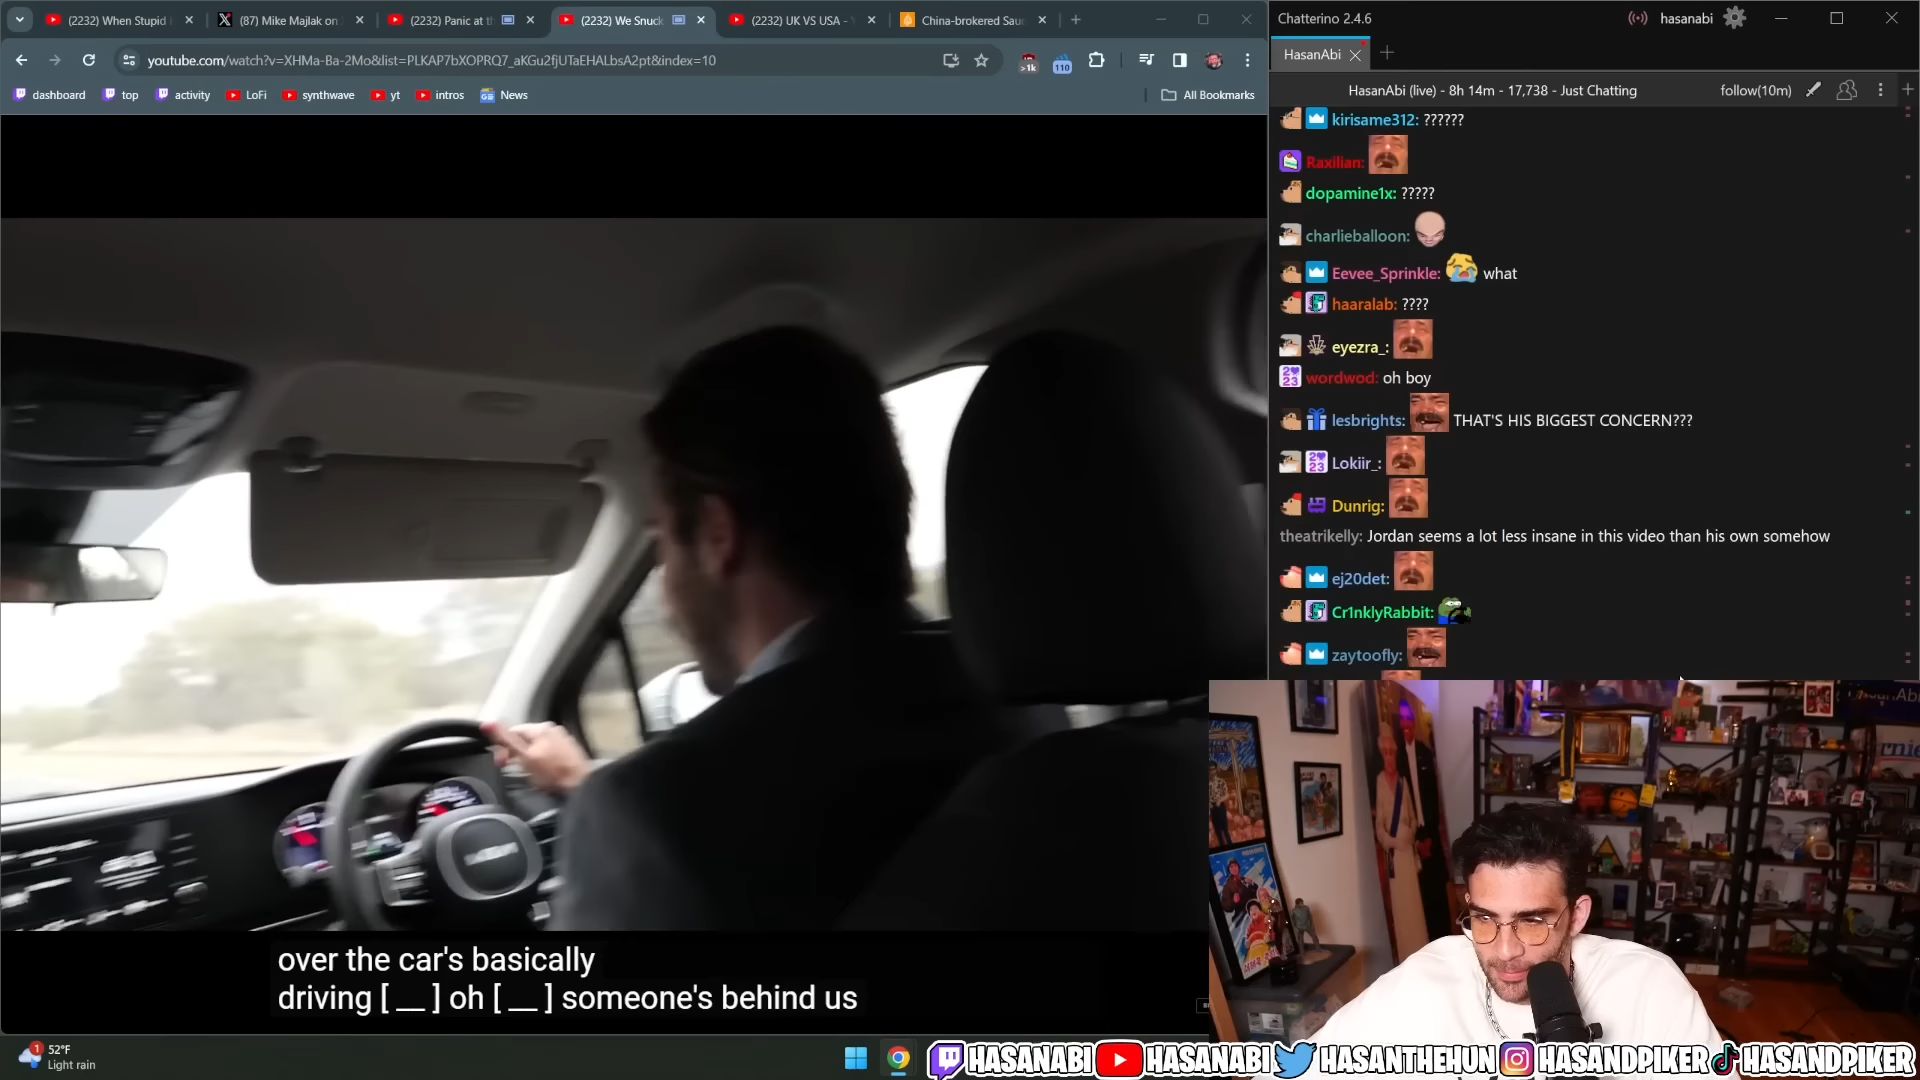 (2232) When Stupid
(87) Mike Majlak on
(2232) Panic at th
(2232) We Snuck
(2232) UK VS USA -
China-brokered Sau
Chatterino 2.4.6
hasanabi
youtube.com/watch?v=XHMa-Ba-2Mo&list=PLKAP7bXOPRQ7_aKGu2fjUTaEHALbsA2pt&index=10
>1k
110
HasanAbi
dashboard
top
activity
LoFi
synthwave
yt
intros
News
All Bookmarks
HasanAbi (live) - 8h 14m - 17,738 - Just Chatting
follow(10m)
kirisame312: ??????
Raxilian:
dopamine1x: ?????
charlieballoon:
Eevee_Sprinkle: what
haaralab: ????
eyezra_:
wordwod: oh boy
lesbrights: THAT'S HIS BIGGEST CONCERN???
Lokiir_:
Dunrig:
theatrikelly: Jordan seems a lot less insane in this video than his own somehow
ej20det:
Cr1nklyRabbit:
zaytoofly:
over the car's basically
driving [ __ ] oh [ __ ] someone's behind us
1
52°F
Light rain
HASANABI
HASANABI
HASANTHEHUN
HASANDPIKER
HASANDPIKER